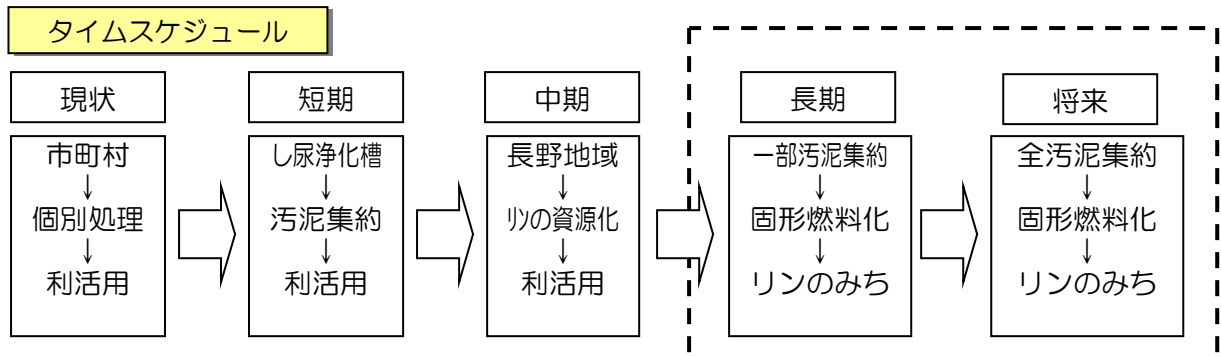 タイムスケジュール
現状
市町村
↓
個別処理
↓
利活用
短期
し尿浄化槽
↓
汚泥集約
↓
利活用
中期
長野地域
↓
リンの資源化
↓
利活用
長期
一部汚泥集約
↓
固形燃料化
↓
リンのみち
将来
全汚泥集約
↓
固形燃料化
↓
リンのみち